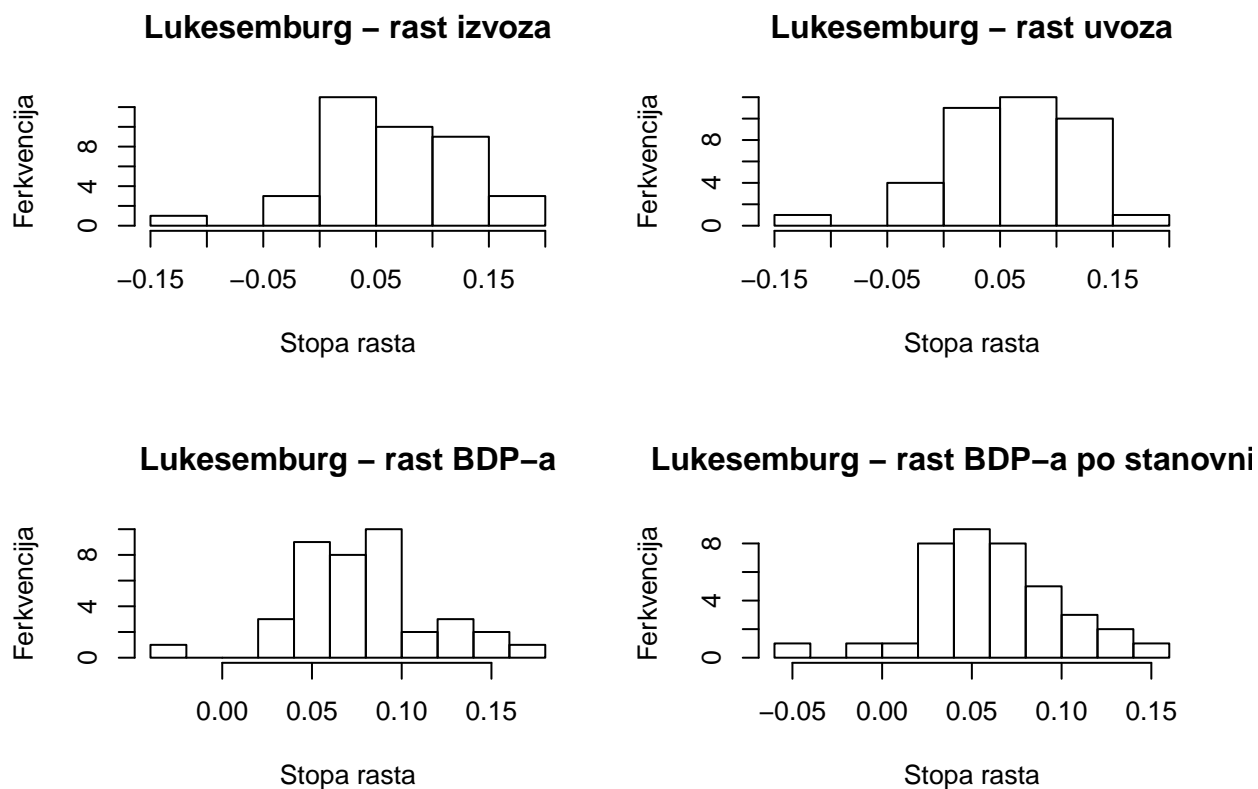 Lukesemburg – rast izvoza
Ferkvencija
0 4 8
−0.15 −0.05 0.05 0.15
Stopa rasta
Lukesemburg – rast uvoza
Ferkvencija
0 4 8
−0.15 −0.05 0.05 0.15
Stopa rasta
Lukesemburg – rast BDP−a
Ferkvencija
0 4 8
0.00 0.05 0.10 0.15
Stopa rasta
Lukesemburg – rast BDP−a po stanovni
Ferkvencija
0 4 8
−0.05 0.00 0.05 0.10 0.15
Stopa rasta